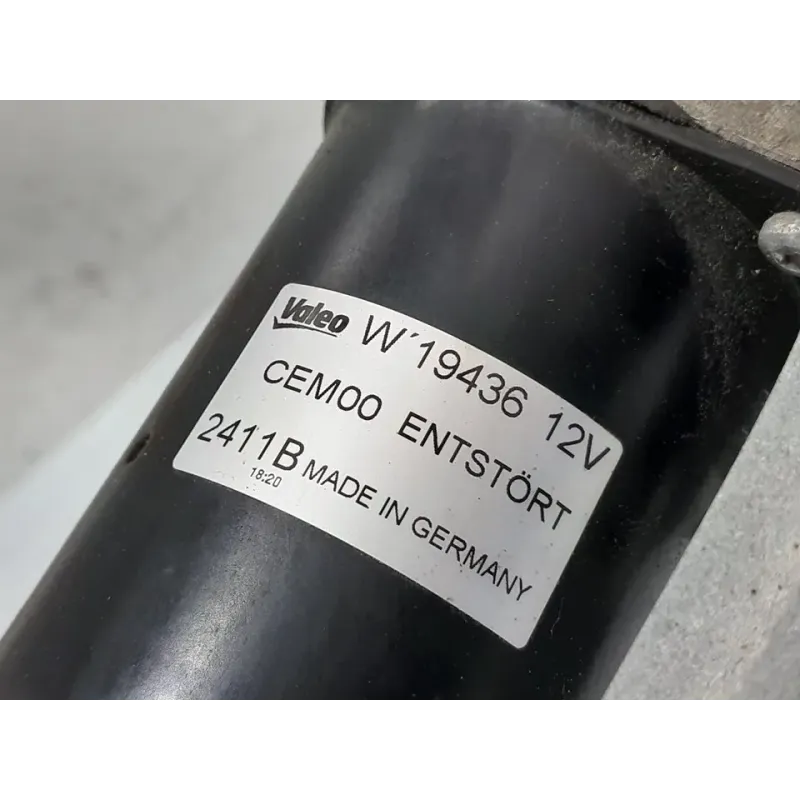 Valeo W´19436 12V
CEM00 ENTSTÖRT
2411B MADE IN GERMANY
18:20